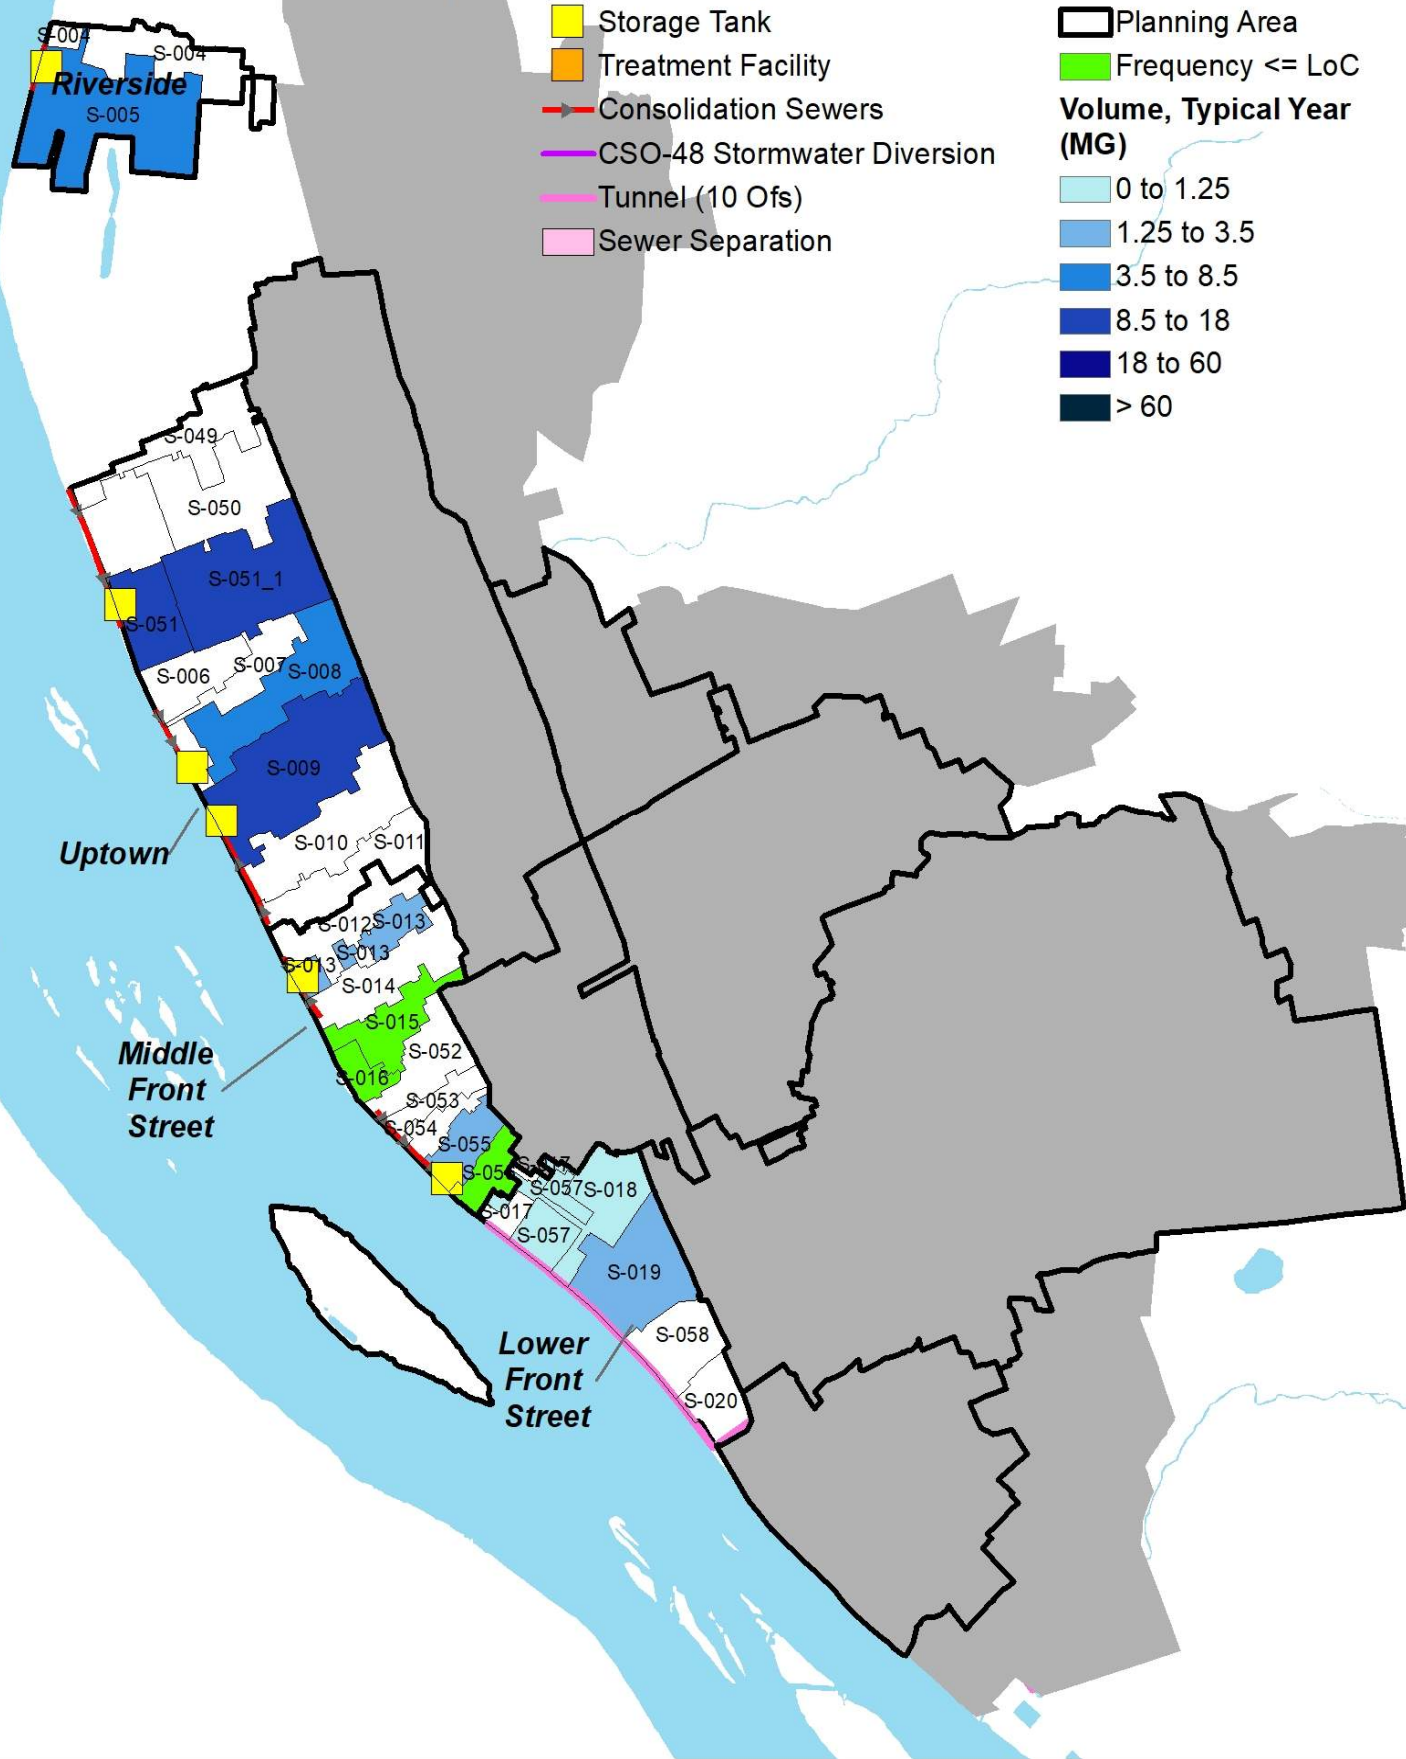 Storage Tank
Treatment Facility
Consolidation Sewers
CSO-48 Stormwater Diversion
Tunnel (10 Ofs)
Sewer Separation
Planning Area
Frequency <= LoC
Volume, Typical Year
(MG)
0 to 1.25
1.25 to 3.5
3.5 to 8.5
8.5 to 18
18 to 60
> 60
S-004
S-004
Riverside
S-005
S-049
S-050
S-051_1
S-051
S-006
S-007
S-008
S-009
Uptown
S-010
S-011
S-012
S-013
S-013
S-013
S-014
S-015
S-052
S-016
Middle
Front
Street
S-053
S-054
S-055
S-017
S-057
S-018
S-017
S-057
S-019
S-058
Lower
Front
Street
S-020